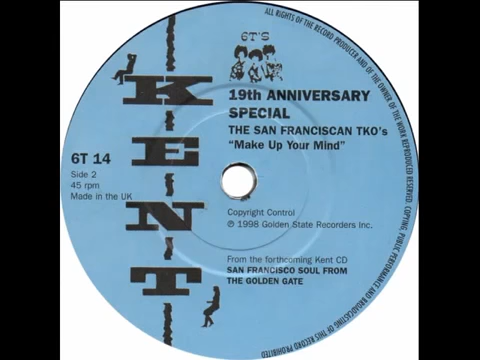 ALL RIGHTS OF THE RECORD PRODUCER AND OF THE OWNER OF THE WORK REPRODUCED RESERVED. COPYING, PUBLIC PERFORMANCE AND BROADCASTING OF THIS RECORD PROHIBITED
6T'S
KENT
19th ANNIVERSARY
SPECIAL
THE SAN FRANCISCAN TKO's
“Make Up Your Mind”
6T 14
Side 2
45 rpm
Made in the UK
Copyright Control
℗ 1998 Golden State Recorders Inc.
From the forthcoming Kent CD
SAN FRANCISCO SOUL FROM
THE GOLDEN GATE